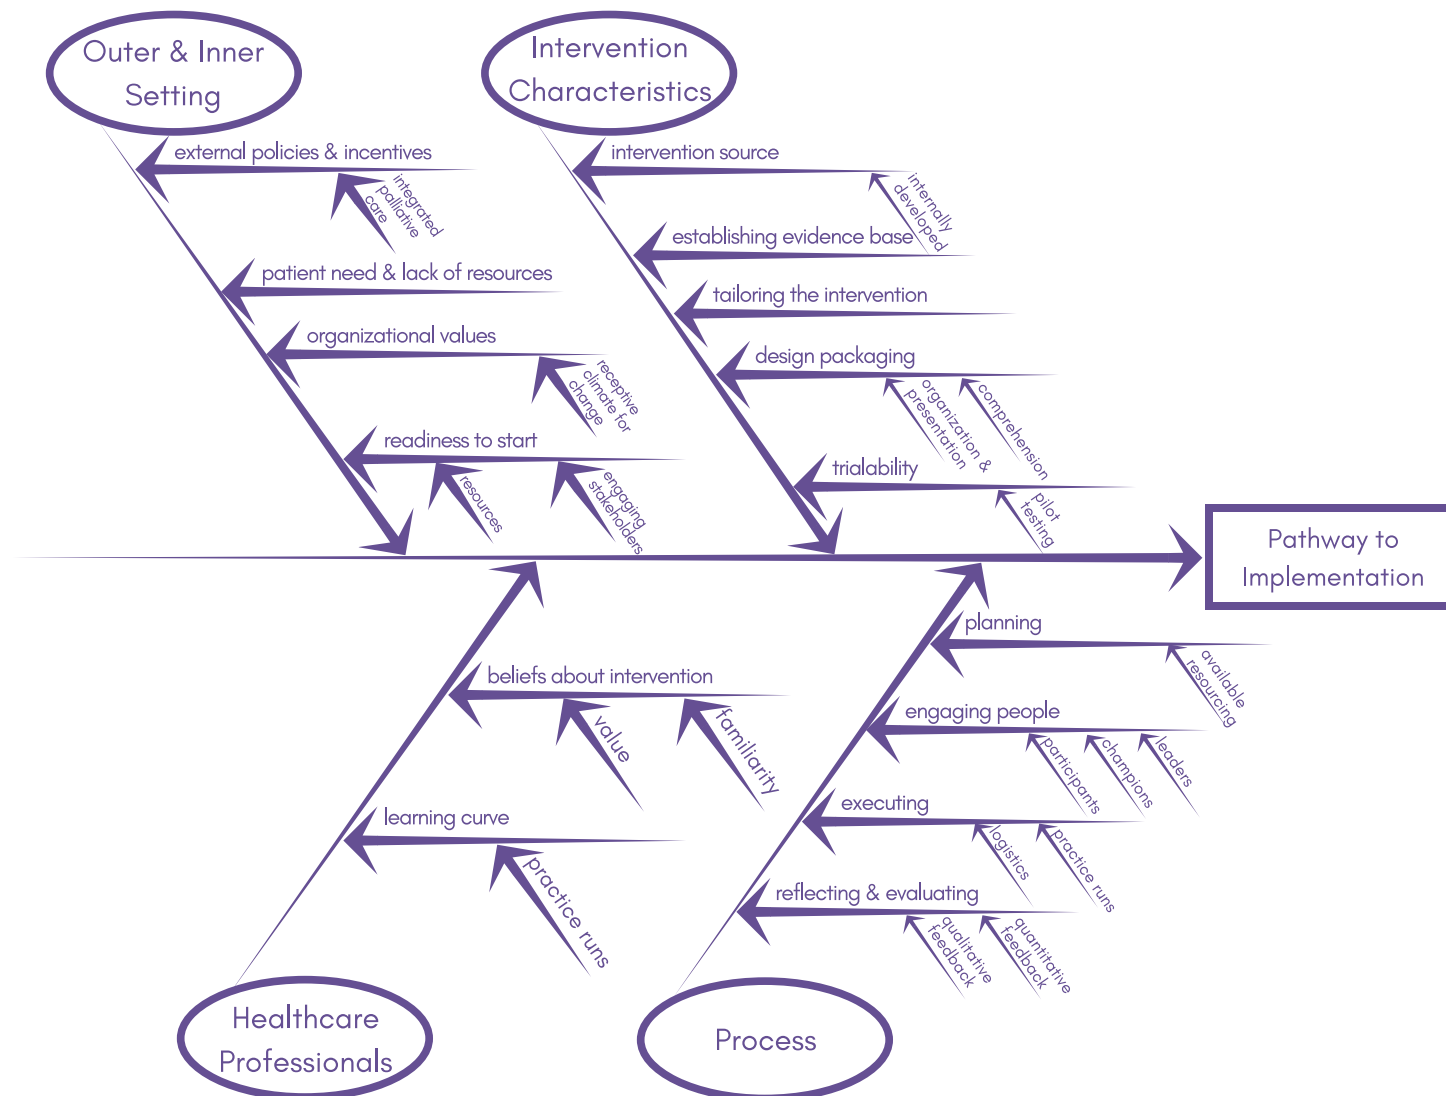 Outer & Inner
Setting
external policies & incentives
integrated
palliative
care
patient need & lack of resources
organizational values
receptive
climate for
change
readiness to start
resources
engaging
stakeholders
Intervention
Characteristics
intervention source
internally
developed
establishing evidence base
tailoring the intervention
design packaging
organization &
presentation
comprehension
trialability
pilot
testing
Pathway to
Implementation
beliefs about intervention
value
familiarity
learning curve
practice runs
Healthcare
Professionals
planning
available
resourcing
engaging people
participants
champions
leaders
executing
logistics
practice runs
reflecting & evaluating
qualitative
feedback
quantitative
feedback
Process